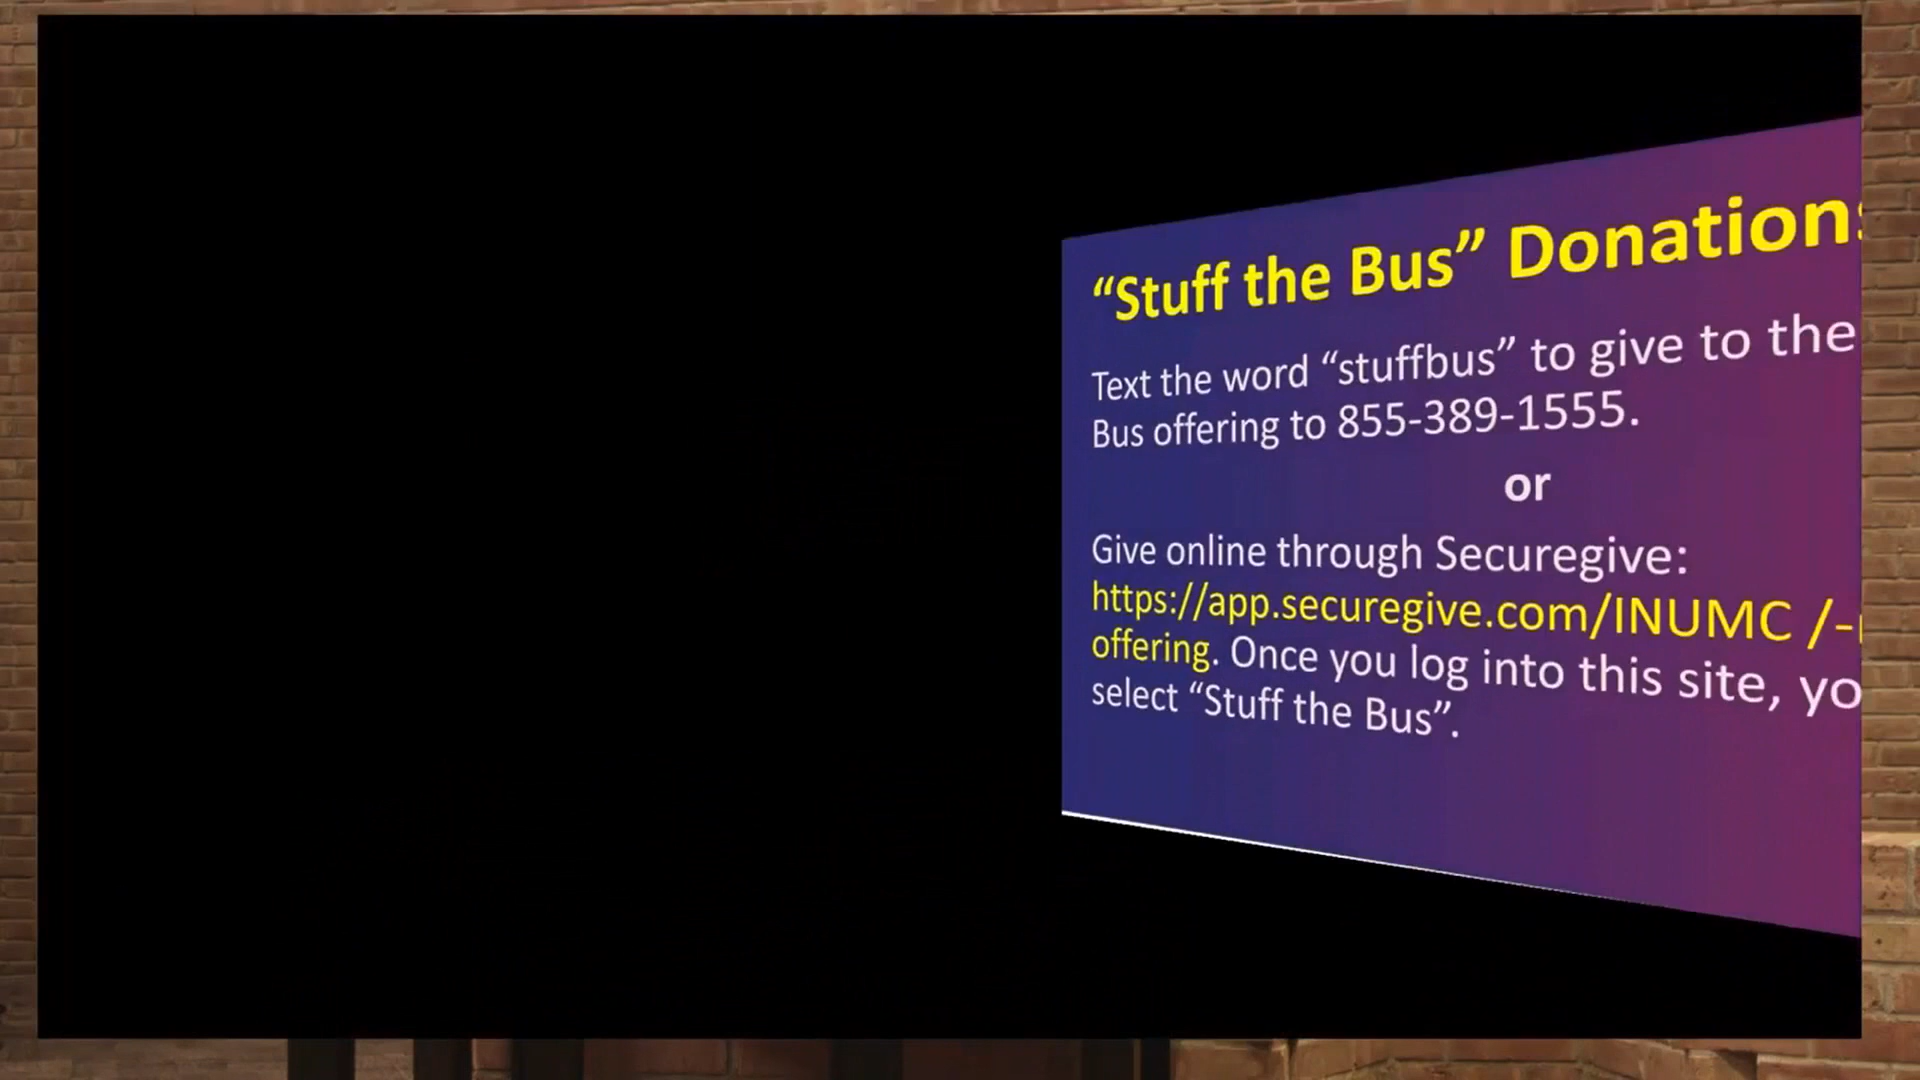 “Stuff the Bus” Donations
Text the word “stuffbus” to give to the
Bus offering to 855-389-1555.
or
Give online through Securegive:
https://app.securegive.com/INUMC /-
offering. Once you log into this site,
select “Stuff the Bus”.